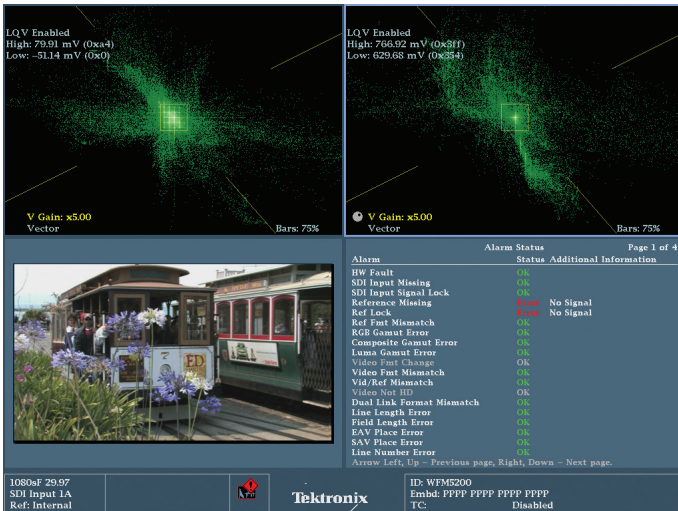 LQV Enabled
High: 79.91 mV (0xa4)
Low: –51.14 mV (0x0)
V Gain: x5.00
Vector
Bars: 75%
LQV Enabled
High: 766.92 mV (0x3ff)
Low: 629.68 mV (0x354)
V Gain: x5.00
Vector
Bars: 75%
Alarm Status Page 1 of 4
Alarm Status Additional Information
HW Fault OK
SDI Input Missing OK
SDI Input Signal Lock OK
Reference Missing Error No Signal
Ref Lock Error No Signal
Ref Fmt Mismatch OK
RGB Gamut Error OK
Composite Gamut Error OK
Luma Gamut Error OK
Video Fmt Change OK
Video Fmt Mismatch OK
Vid/Ref Mismatch OK
Video Not HD OK
Dual Link Format Mismatch OK
Line Length Error OK
Field Length Error OK
EAV Place Error OK
SAV Place Error OK
Line Number Error OK
Arrow Left, Up – Previous page, Right, Down – Next page.
1080sF 29.97
SDI Input 1A
Ref: Internal
Tektronix
ID: WFM5200
Embd: PPPP PPPP PPPP PPPP
TC: Disabled